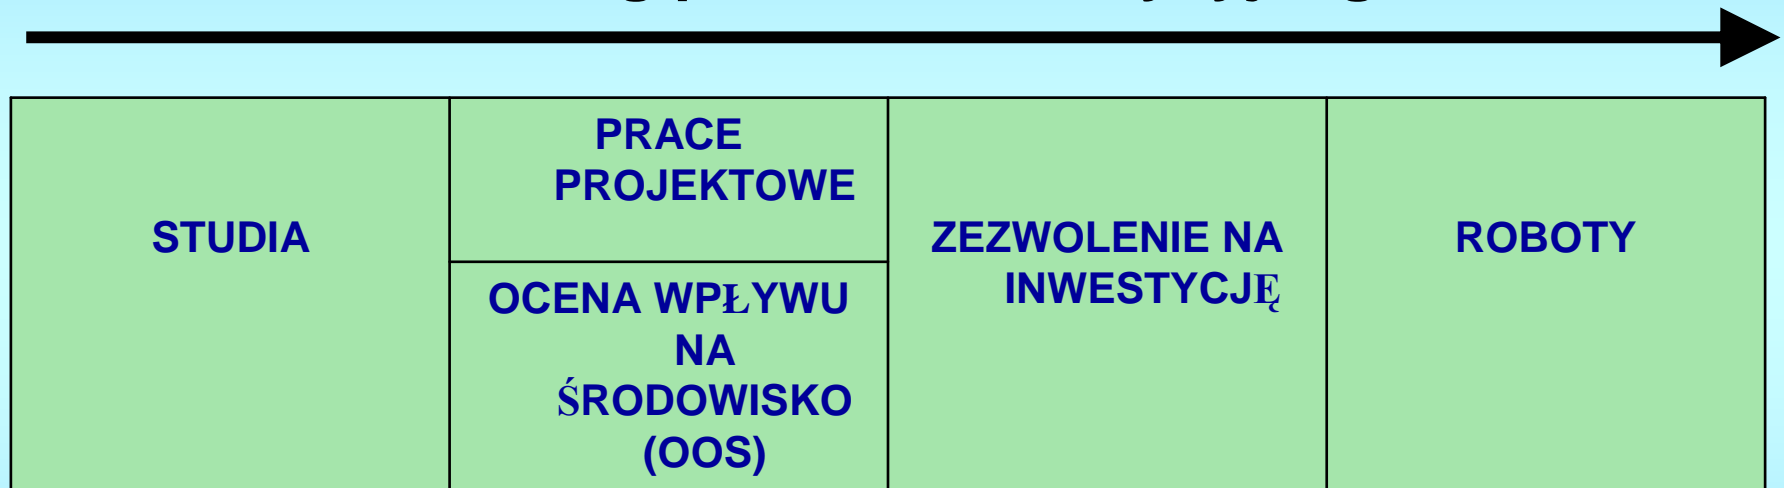 STUDIA
PRACE
PROJEKTOWE
OCENA WPŁYWU
NA
ŚRODOWISKO
(OOS)
ZEZWOLENIE NA
INWESTYCJĘ
ROBOTY